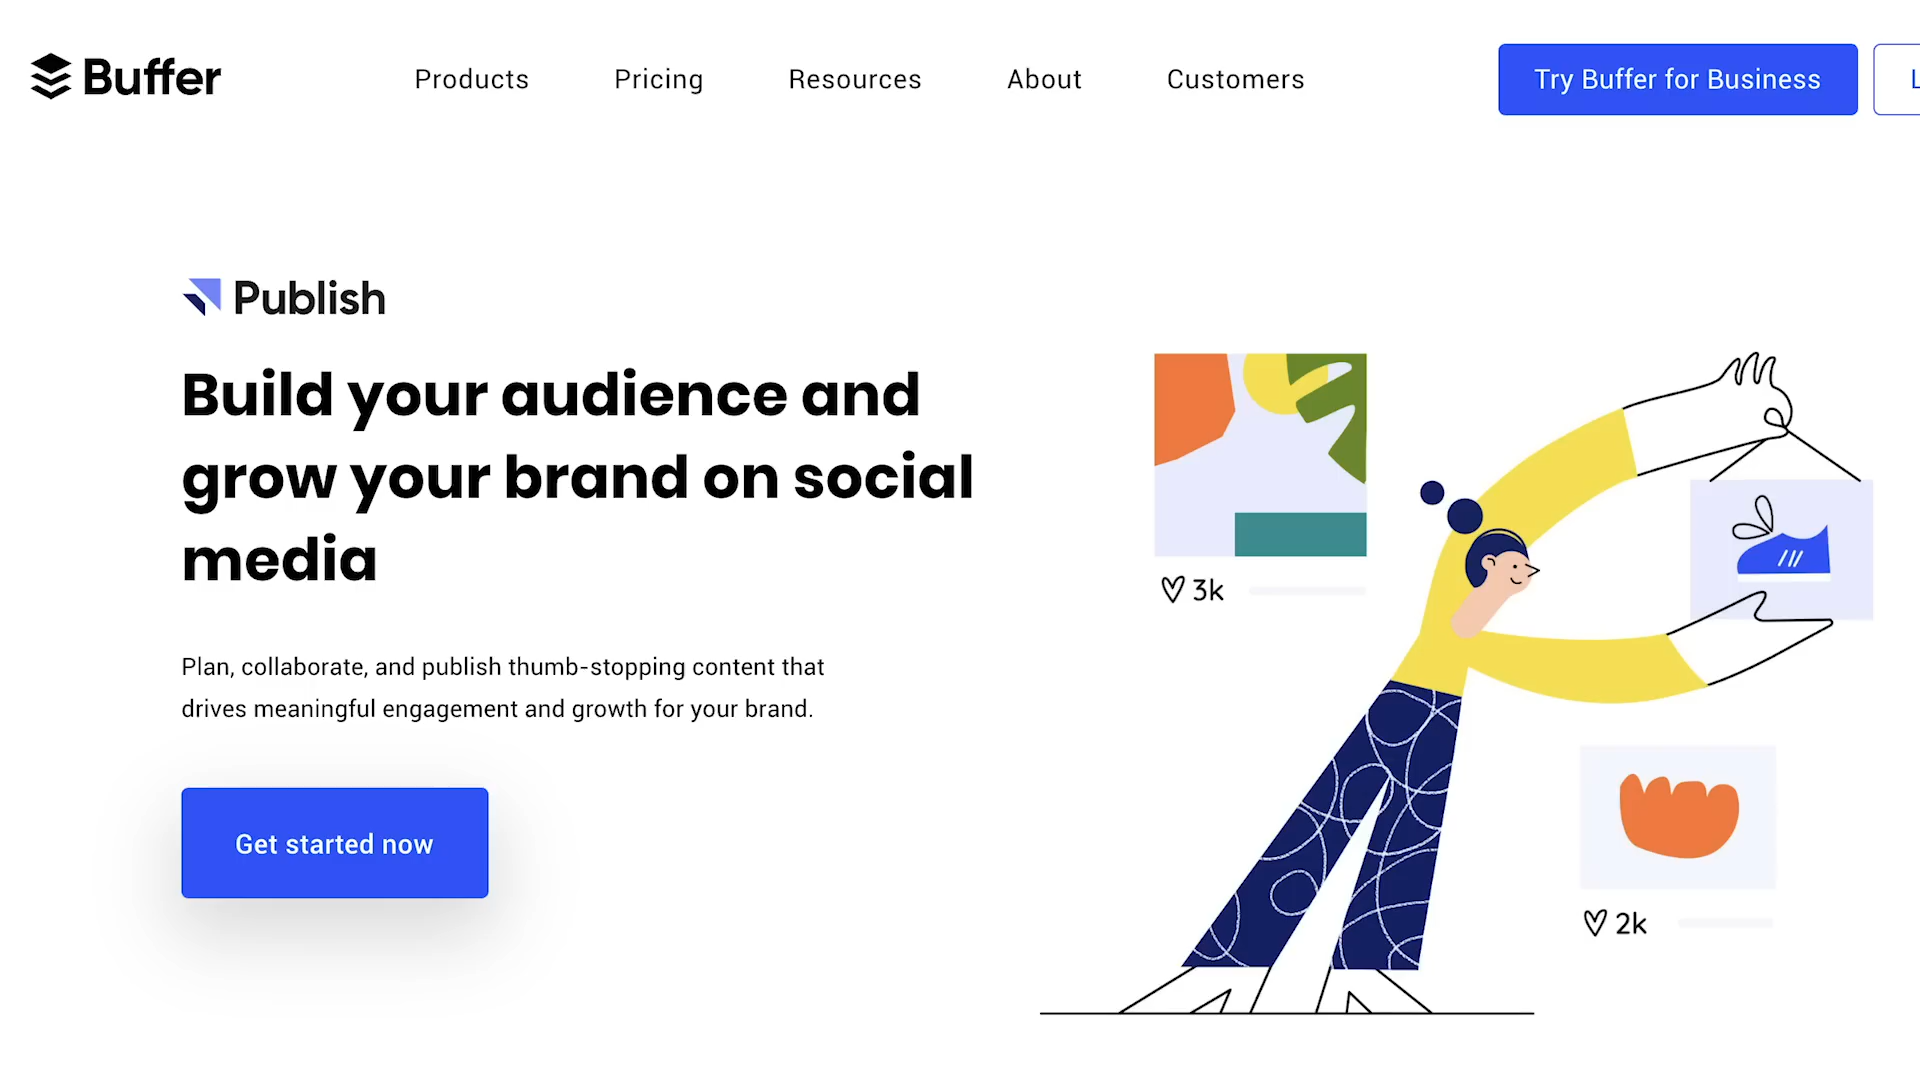 Buffer
Products Pricing Resources About Customers
Try Buffer for Business
Publish
Build your audience and
grow your brand on social
media
Plan, collaborate, and publish thumb-stopping content that
drives meaningful engagement and growth for your brand.
Get started now
3k
2k